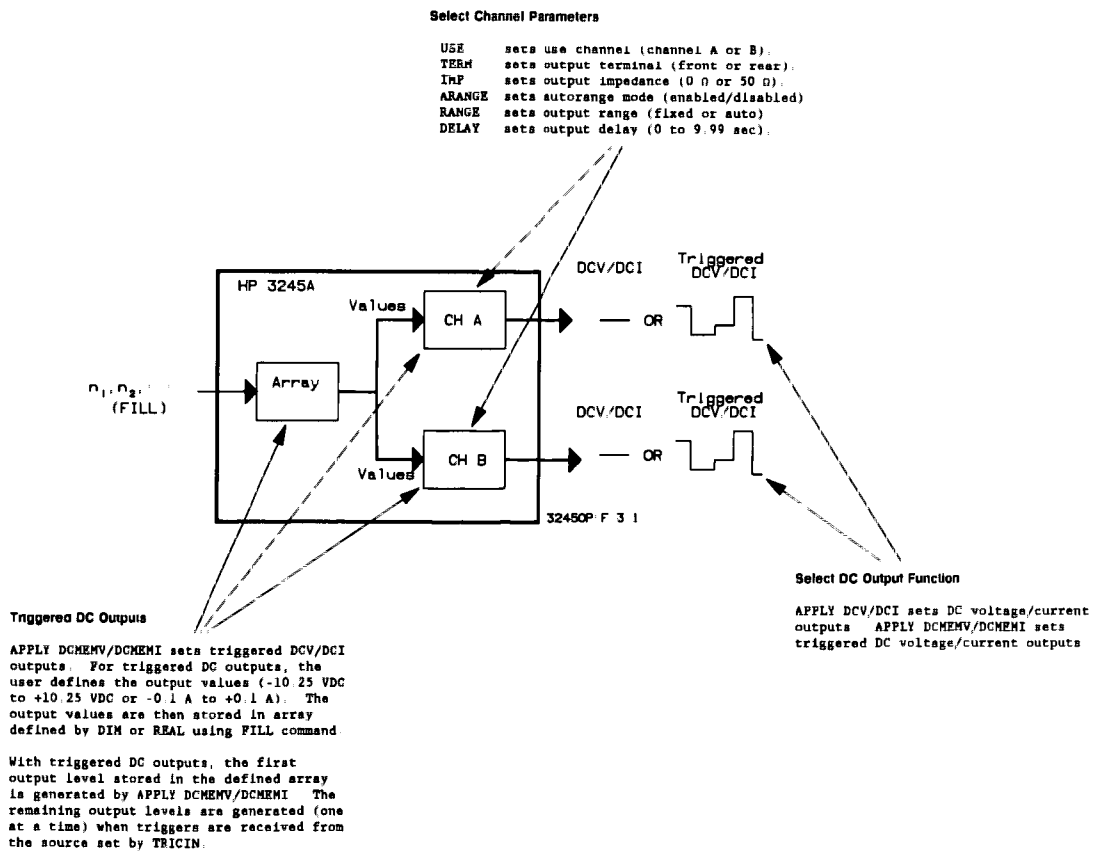 Select Channel Parameters
USE sets use channel (channel A or B).
TERM sets output terminal (front or rear).
IMP sets output impedance (0 Ω or 50 Ω).
ARANGE sets autorange mode (enabled/disabled)
RANGE sets output range (fixed or auto)
DELAY sets output delay (0 to 9.99 sec).
HP 3245A
Values
CH A
DCV/DCI
Triggered
DCV/DCI
OR
Array
n1, n2,
(FILL)
Values
CH B
DCV/DCI
Triggered
DCV/DCI
OR
3245OP F 3 1
Select DC Output Function
APPLY DCV/DCI sets DC voltage/current
outputs APPLY DCMEMV/DCMEMI sets
triggered DC voltage/current outputs
Triggered DC Outputs
APPLY DCMEMV/DCMEMI sets triggered DCV/DCI
outputs. For triggered DC outputs, the
user defines the output values (-10.25 VDC
to +10.25 VDC or -0.1 A to +0.1 A). The
output values are then stored in array
defined by DIM or REAL using FILL command
With triggered DC outputs, the first
output level stored in the defined array
is generated by APPLY DCMEMV/DCMEMI The
remaining output levels are generated (one
at a time) when triggers are received from
the source set by TRICIN.